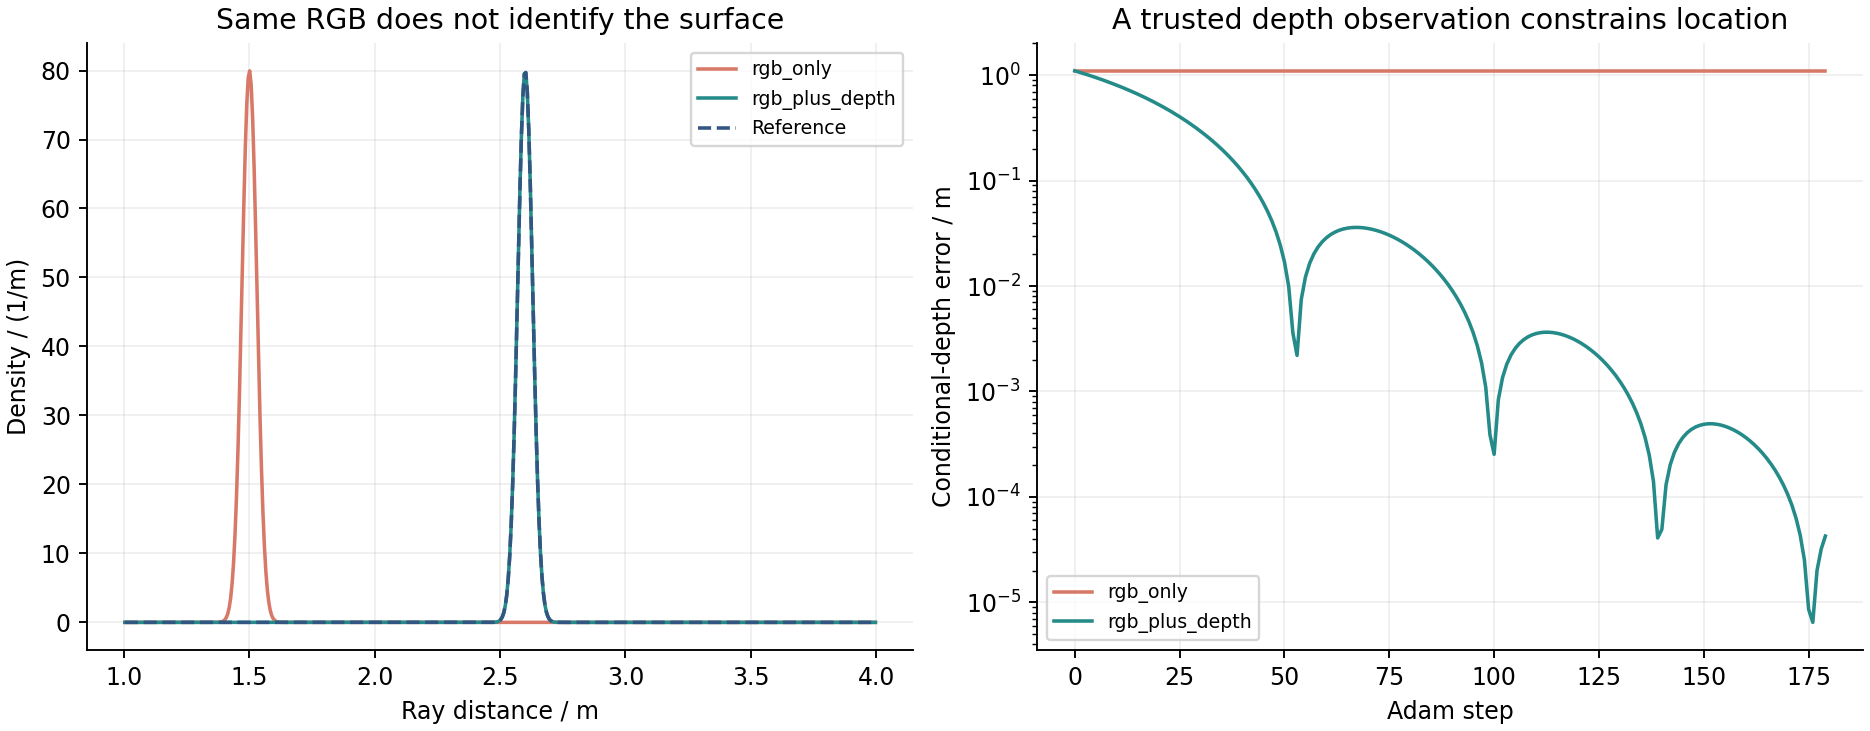 Same RGB does not identify the surface
80
70
60
50
40
30
20
10
0
Density / (1/m)
rgb_only
rgb_plus_depth
Reference
1.0 1.5 2.0 2.5 3.0 3.5 4.0
Ray distance / m
A trusted depth observation constrains location
10⁰
10⁻¹
10⁻²
10⁻³
10⁻⁴
10⁻⁵
Conditional-depth error / m
rgb_only
rgb_plus_depth
0 25 50 75 100 125 150 175
Adam step